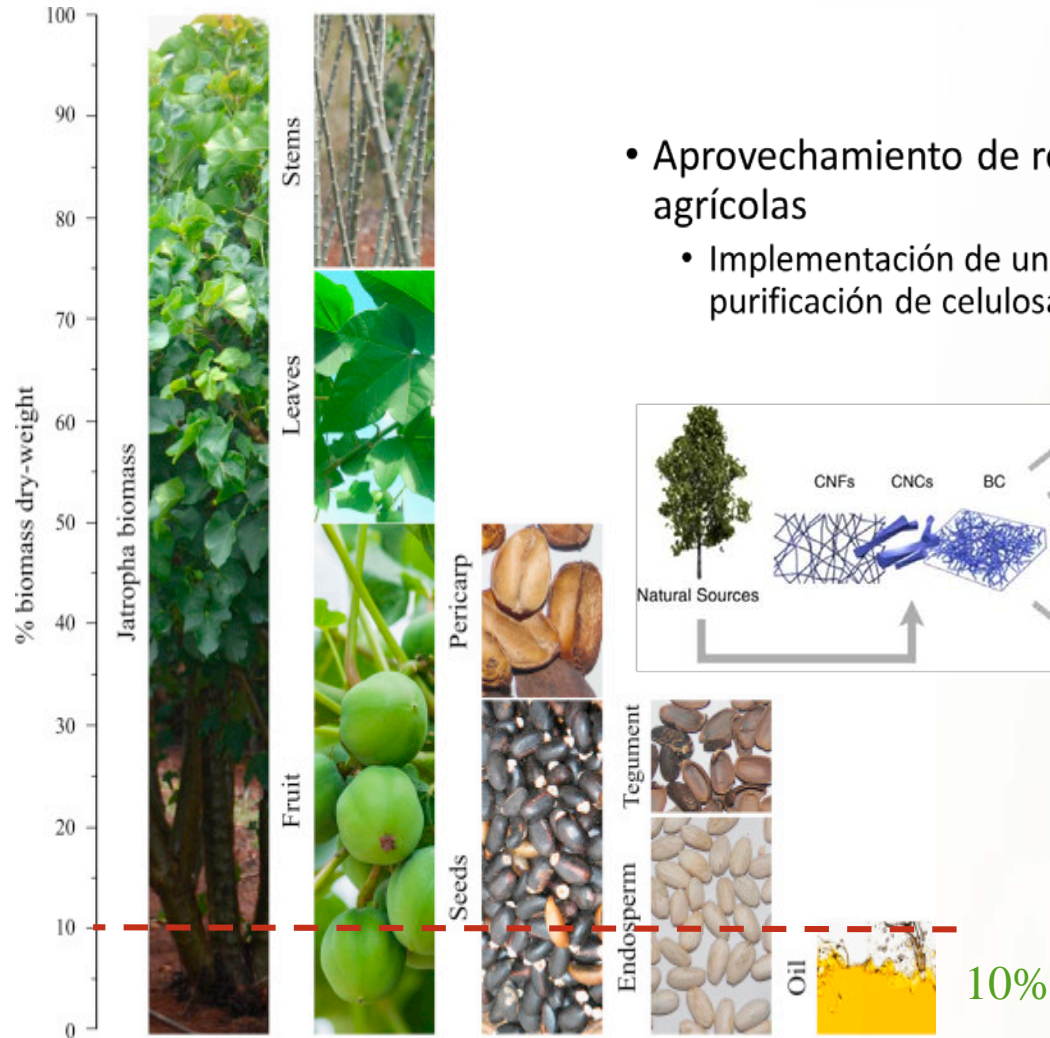 % biomass dry-weight
100
90
80
70
60
50
40
30
20
10
0
Jatropha biomass
Stems
Leaves
Fruit
Pericarp
Seeds
Tegument
Endosperm
Oil
10%
• Aprovechamiento de
agrícolas
• Implementación de un
purificación de celulosa
CNFs CNCs BC
Natural Sources